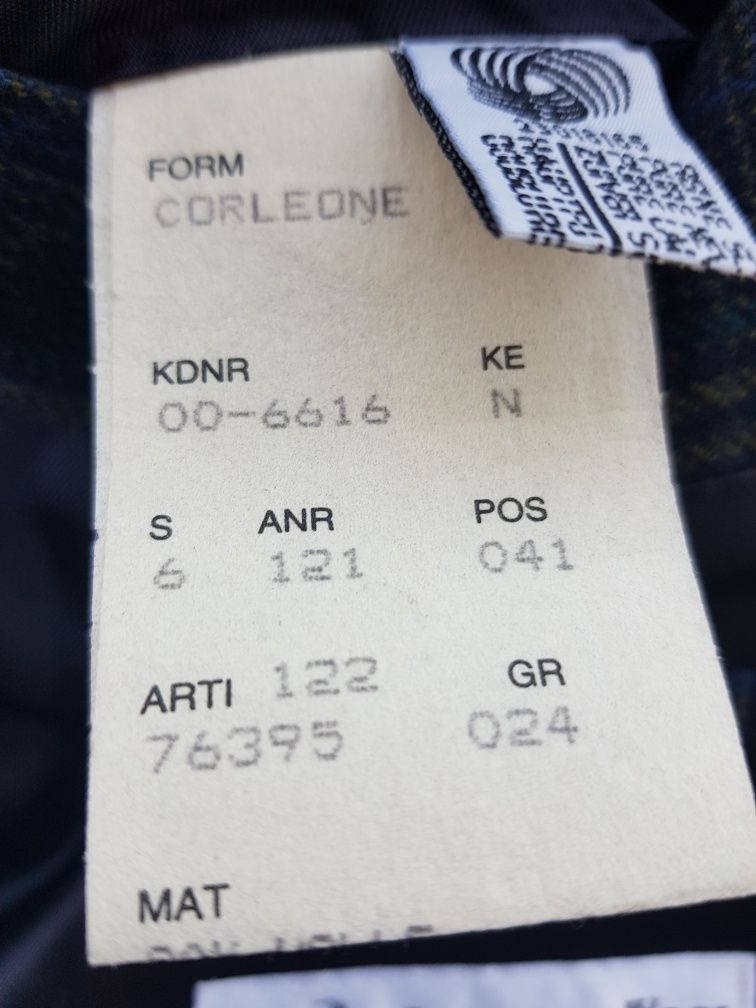 FORM
CORLEONE
KDNR KE
00-6616 N
S ANR POS
6 121 041
ARTI 122 GR
76395 024
MAT